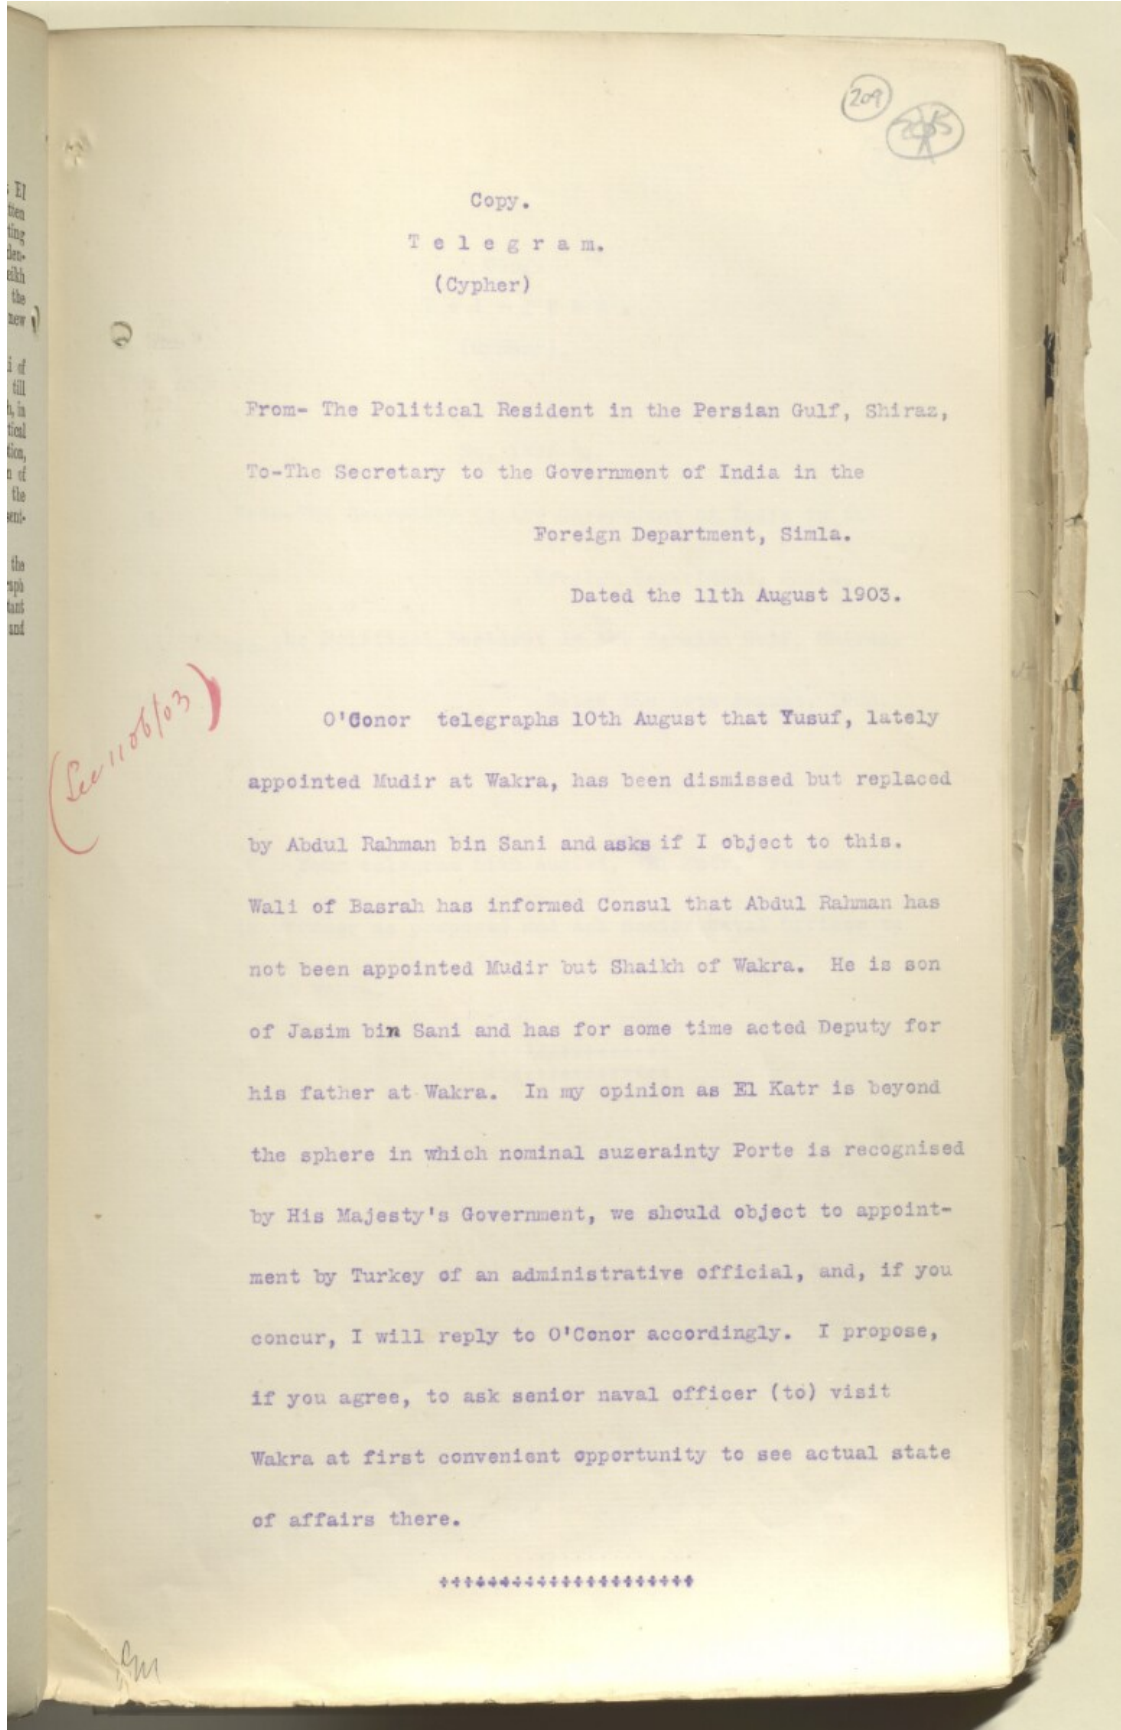 209
Copy.
Telegram.
(Cypher)
From- The Political Resident in the Persian Gulf, Shiraz,
To-The Secretary to the Government of India in the
Foreign Department, Simla.
Dated the 11th August 1903.
(See 1106/03)
O'Conor telegraphs 10th August that Yusuf, lately
appointed Mudir at Wakra, has been dismissed but replaced
by Abdul Rahman bin Sani and asks if I object to this.
Wali of Basrah has informed Consul that Abdul Rahman has
not been appointed Mudir but Shaikh of Wakra. He is son
of Jasim bin Sani and has for some time acted Deputy for
his father at Wakra. In my opinion as El Katr is beyond
the sphere in which nominal suzerainty Porte is recognised
by His Majesty's Government, we should object to appoint-
ment by Turkey of an administrative official, and, if you
concur, I will reply to O'Conor accordingly. I propose,
if you agree, to ask senior naval officer (to) visit
Wakra at first convenient opportunity to see actual state
of affairs there.